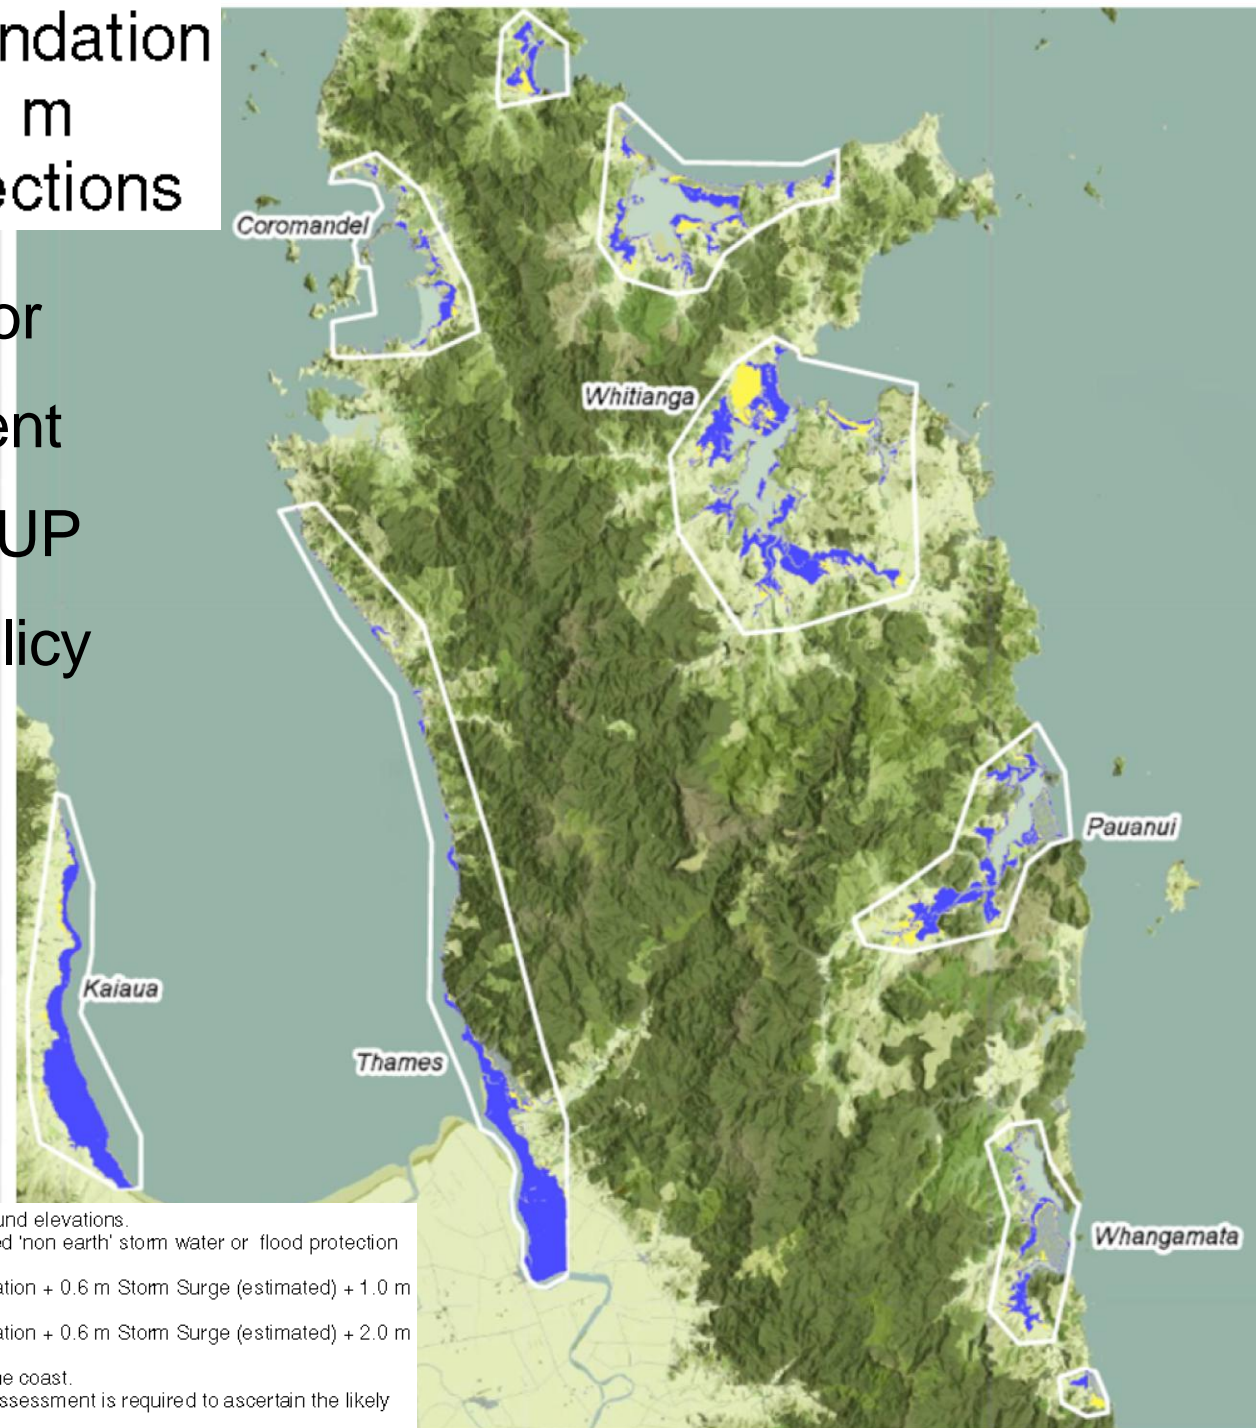 ndation
m
ections
Coromandel
or
Whitianga
ent
UP
licy
Pauanui
Kaiaua
Thames
und elevations.
ed 'non earth' storm water or flood protection
Whangamata
ation + 0.6 m Storm Surge (estimated) + 1.0 m
ation + 0.6 m Storm Surge (estimated) + 2.0 m
ne coast.
ssessment is required to ascertain the likely